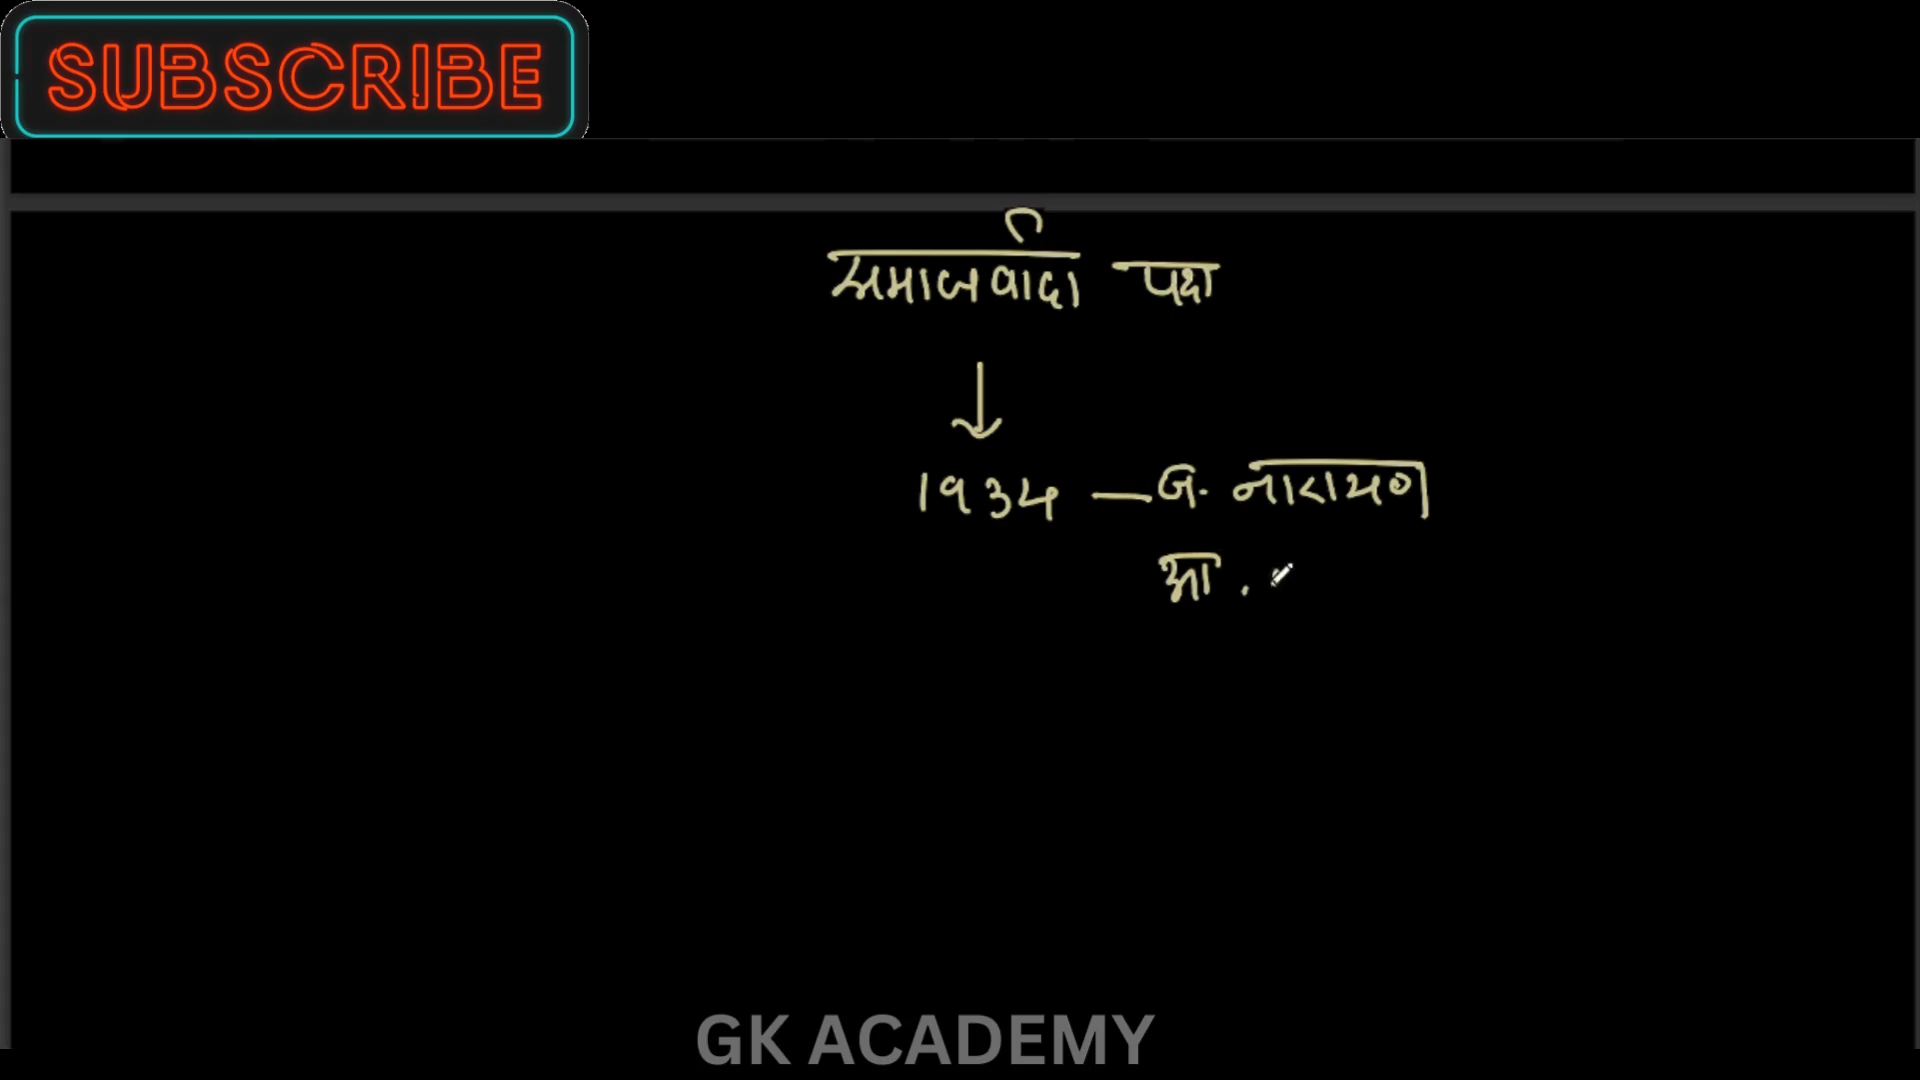 SUBSCRIBE
समाजवादी पक्ष
1934 — ज. नारायण
आ.
GK ACADEMY